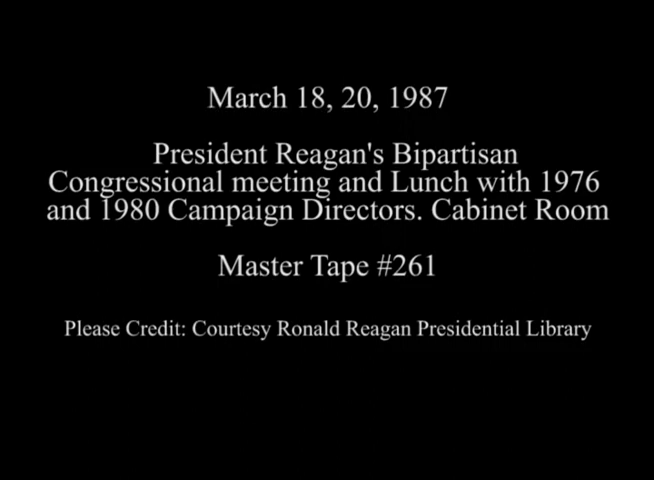 March 18, 20, 1987
President Reagan's Bipartisan
Congressional meeting and Lunch with 1976
and 1980 Campaign Directors. Cabinet Room
Master Tape #261
Please Credit: Courtesy Ronald Reagan Presidential Library